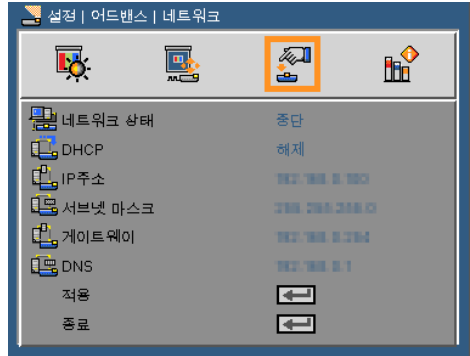 설정 | 어드밴스 | 네트워크
네트워크 상태 중단
DHCP 해제
IP주소
서브넷 마스크
게이트웨이
DNS
적용
종료